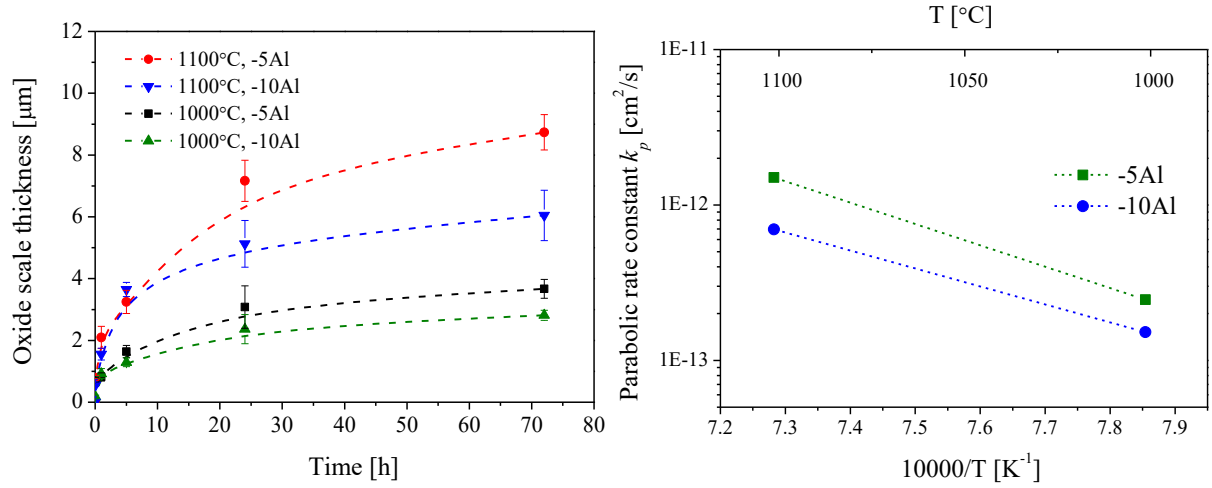 Oxide scale thickness [µm]
12
10
8
6
4
2
0
1100°C, -5Al
1100°C, -10Al
1000°C, -5Al
1000°C, -10Al
0 10 20 30 40 50 60 70 80
Time [h]
T [°C]
1100 1050 1000
Parabolic rate constant kp [cm²/s]
1E-11
1E-12
1E-13
-5Al
-10Al
7.2 7.3 7.4 7.5 7.6 7.7 7.8 7.9
10000/T [K⁻¹]